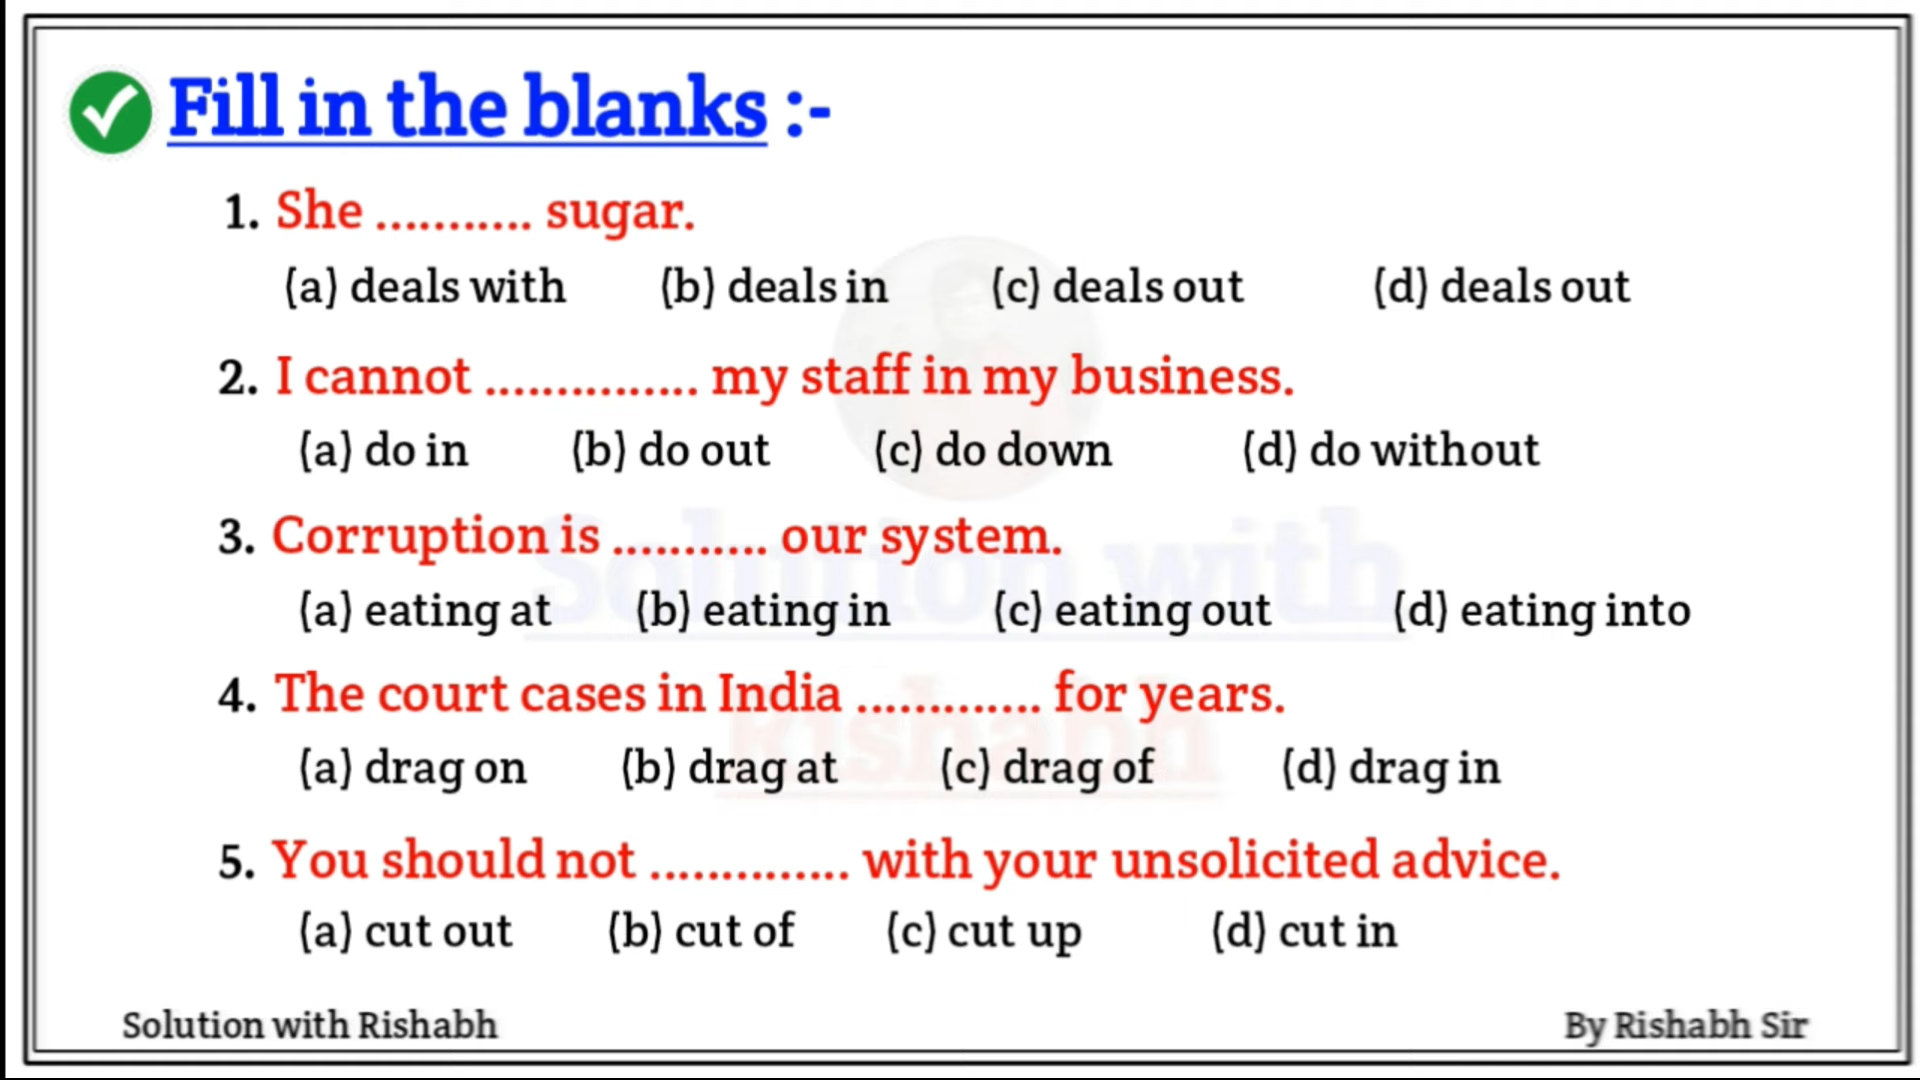 Fill in the blanks :-
1. She ........... sugar.
(a) deals with (b) deals in (c) deals out (d) deals out
2. I cannot ............... my staff in my business.
(a) do in (b) do out (c) do down (d) do without
3. Corruption is ........... our system.
(a) eating at (b) eating in (c) eating out (d) eating into
4. The court cases in India ............. for years.
(a) drag on (b) drag at (c) drag of (d) drag in
5. You should not .............. with your unsolicited advice.
(a) cut out (b) cut of (c) cut up (d) cut in
Solution with
Rishabh
Solution with Rishabh By Rishabh Sir